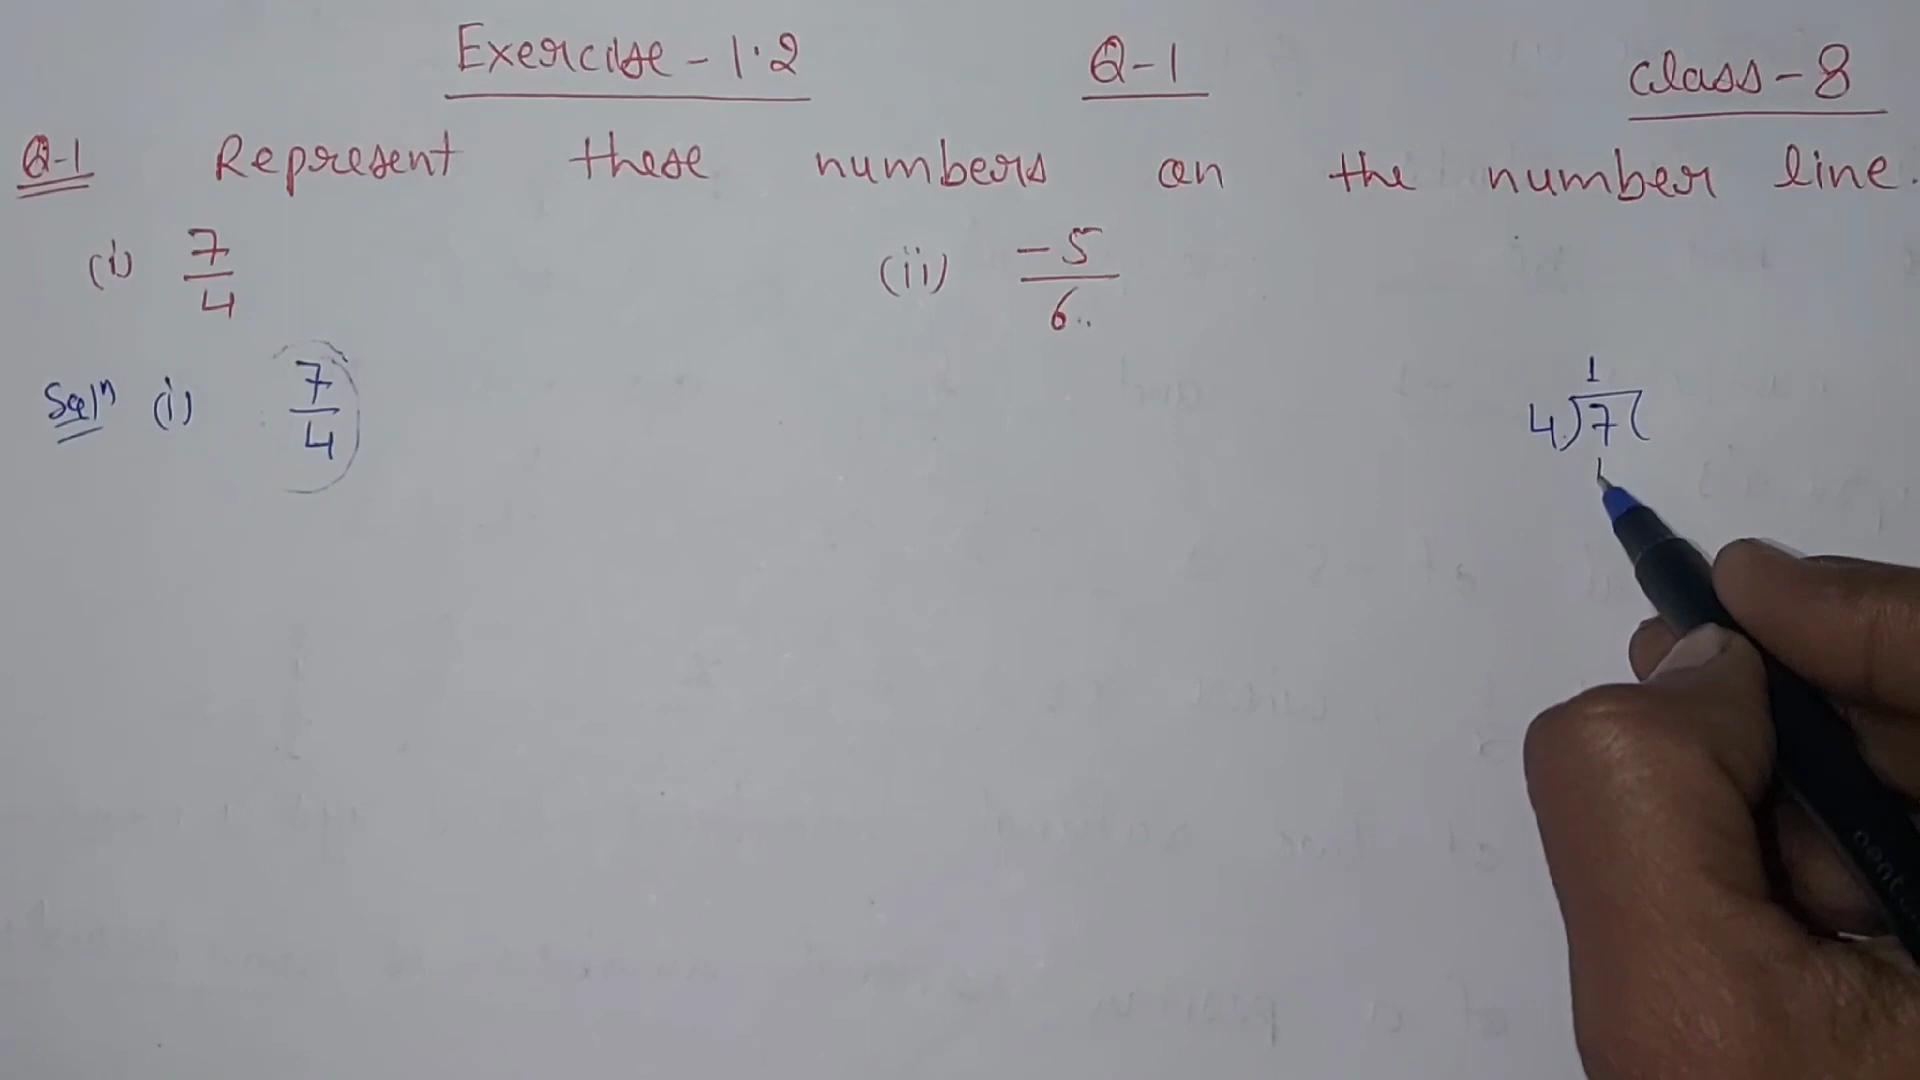 Exercise - 1.2 Q-1 Class - 8
Q-1 Represent these numbers on the number line.
(i) 7/4 (ii) -5/6
Solⁿ (i) 7/4
1
4)7(